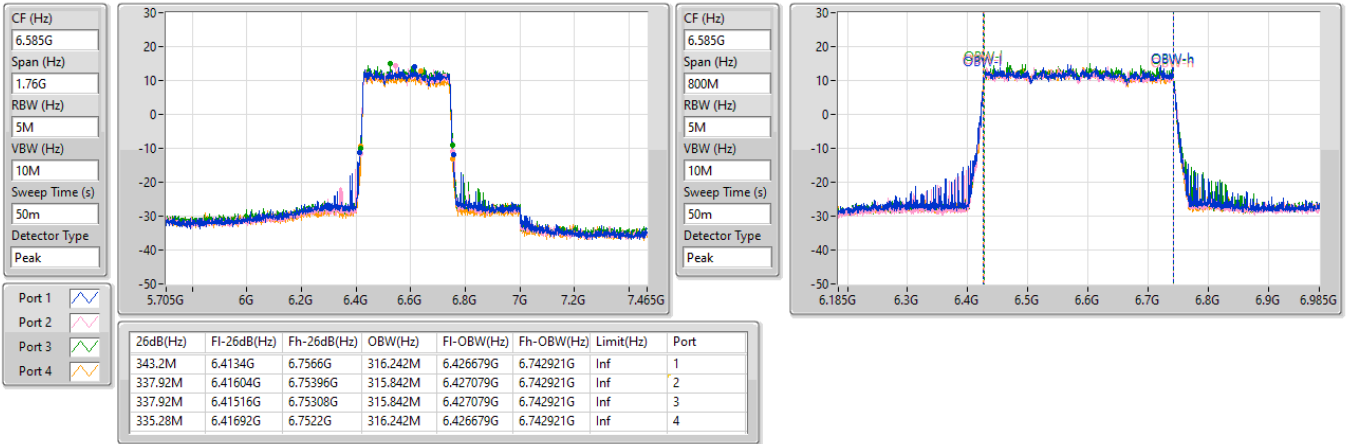 CF (Hz)
6.585G
Span (Hz)
1.76G
RBW (Hz)
5M
VBW (Hz)
10M
Sweep Time (s)
50m
Detector Type
Peak
30
20
10
0
-10
-20
-30
-40
-50
5.705G 6G 6.2G 6.4G 6.6G 6.8G 7G 7.2G 7.465G
CF (Hz)
6.585G
Span (Hz)
800M
RBW (Hz)
5M
VBW (Hz)
10M
Sweep Time (s)
50m
Detector Type
Peak
30
20
10
0
-10
-20
-30
-40
-50
OBW-l OBW-h
6.185G 6.3G 6.4G 6.5G 6.6G 6.7G 6.8G 6.9G 6.985G
Port 1
Port 2
Port 3
Port 4
26dB(Hz) Fl-26dB(Hz) Fh-26dB(Hz) OBW(Hz) Fl-OBW(Hz) Fh-OBW(Hz) Limit(Hz) Port
343.2M 6.4134G 6.7566G 316.242M 6.426679G 6.742921G Inf 1
337.92M 6.41604G 6.75396G 315.842M 6.427079G 6.742921G Inf 2
337.92M 6.41516G 6.75308G 315.842M 6.427079G 6.742921G Inf 3
335.28M 6.41692G 6.7522G 316.242M 6.426679G 6.742921G Inf 4